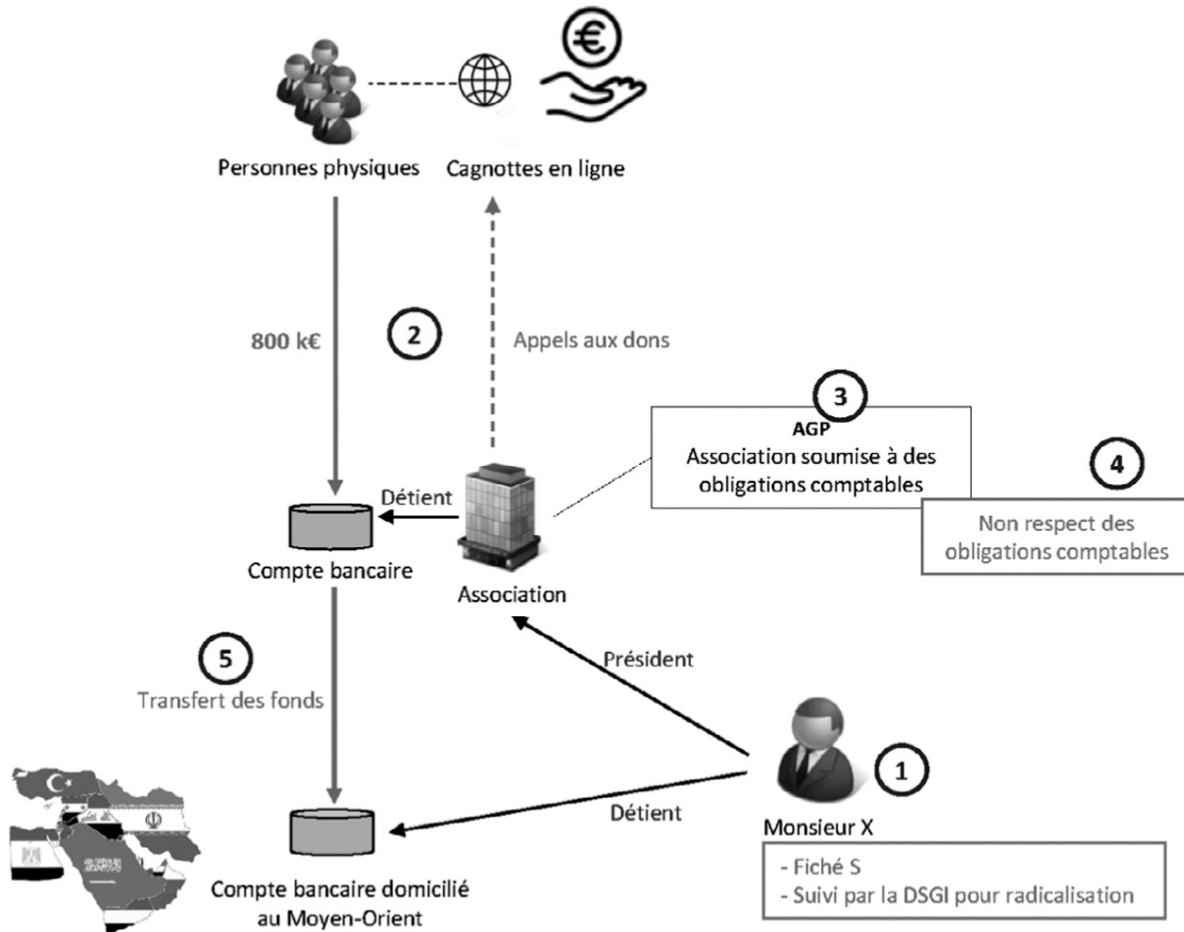 Personnes physiques
Cagnottes en ligne
€
800 k€
2
Appels aux dons
3
AGP
Association soumise à des
obligations comptables
4
Non respect des
obligations comptables
Détient
Compte bancaire
Association
5
Transfert des fonds
Président
1
Détient
Monsieur X
- Fiché S
- Suivi par la DSGI pour radicalisation
Compte bancaire domicilié
au Moyen-Orient